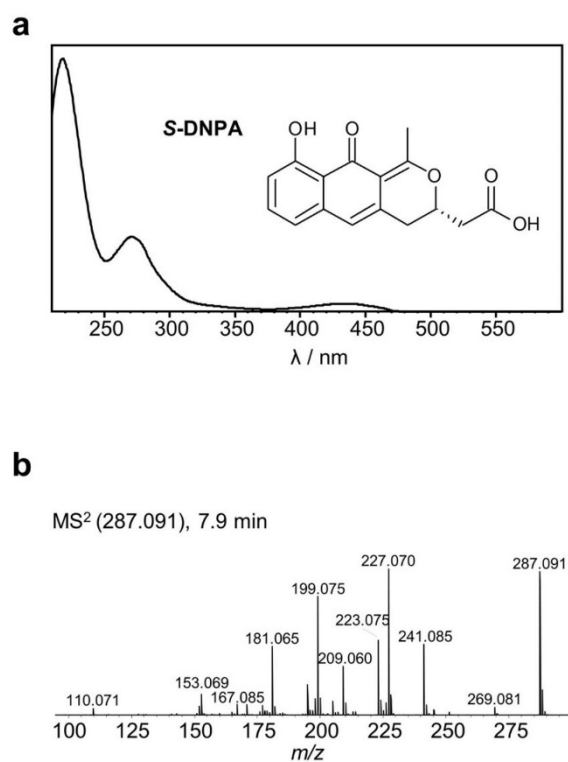 a
S-DNPA
OH
O
O
O
OH
250 300 350 400 450 500 550
λ / nm
b
MS² (287.091), 7.9 min
227.070
287.091
199.075
223.075
181.065
241.085
209.060
153.069
167.085
110.071
269.081
100 125 150 175 200 225 250 275
m/z